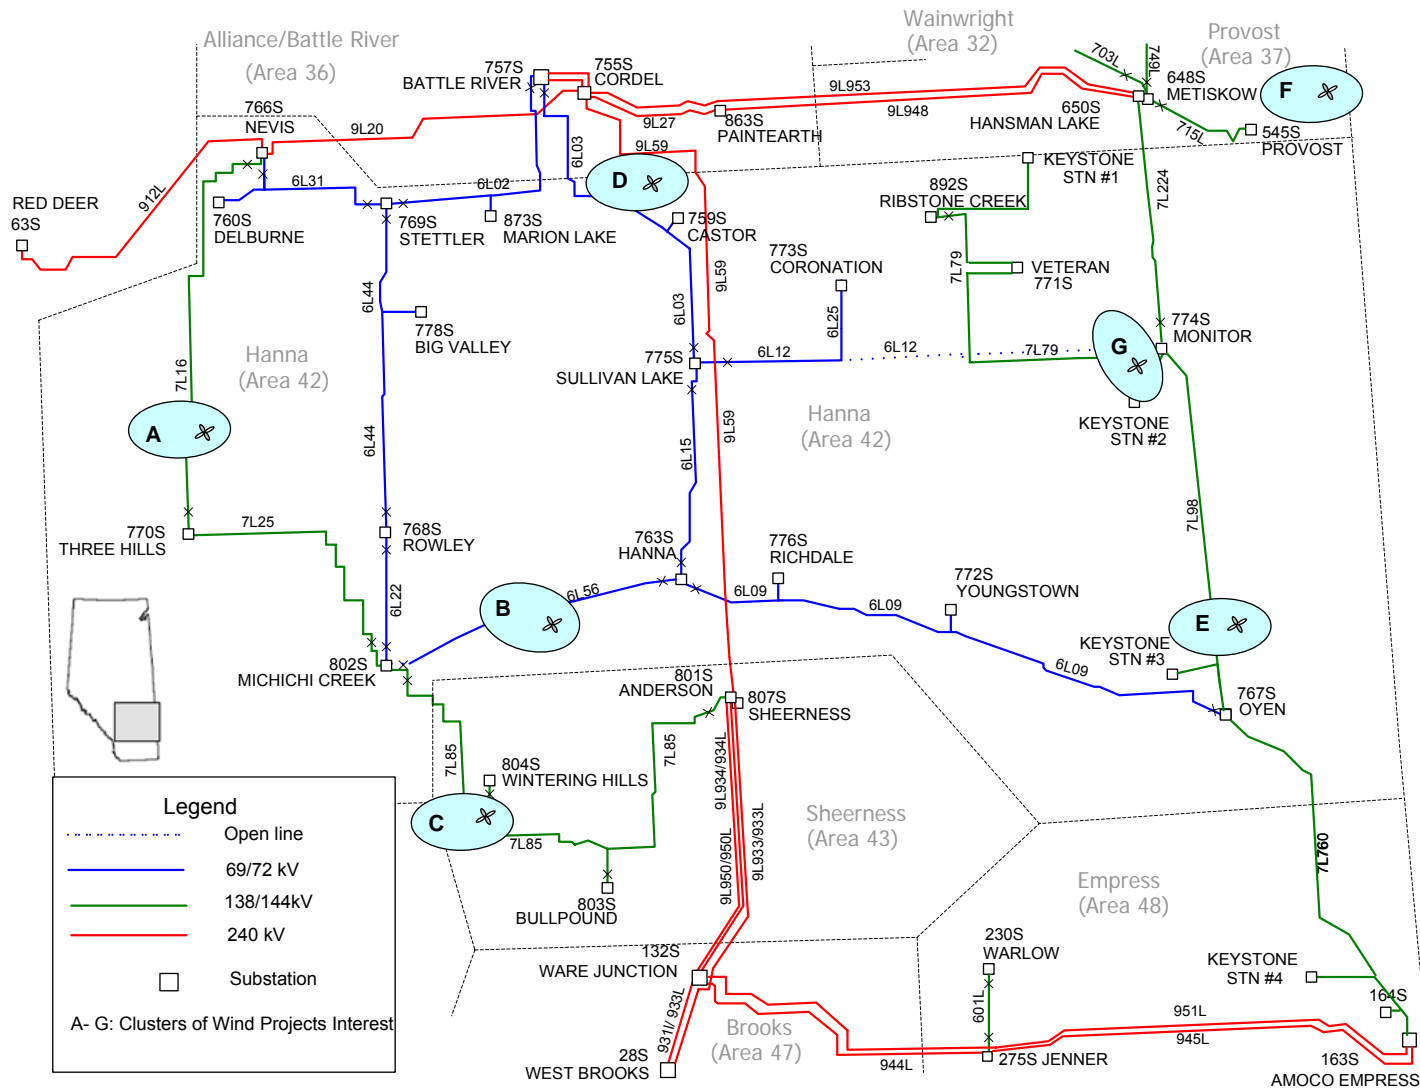 Alliance/Battle River
(Area 36)
Wainwright
(Area 32)
Provost
(Area 37)
757S
BATTLE RIVER
755S
CORDEL
703L
749L
648S
METISKOW
F
766S
NEVIS
9L20
6L03
9L27
863S
PAINTEARTH
9L953
9L948
650S
HANSMAN LAKE
715L
545S
PROVOST
9L59
KEYSTONE
STN #1
912L
RED DEER
63S
6L31
6L02
D
892S
RIBSTONE CREEK
7L224
760S
DELBURNE
769S
STETTLER
873S
MARION LAKE
759S
CASTOR
773S
CORONATION
9L59
7L79
VETERAN
771S
6L44
778S
BIG VALLEY
6L03
6L25
774S
MONITOR
Hanna
(Area 42)
7L16
775S
SULLIVAN LAKE
6L12
6L12
7L79
G
KEYSTONE
STN #2
A
6L44
6L15
9L59
Hanna
(Area 42)
770S
THREE HILLS
7L25
768S
ROWLEY
763S
HANNA
776S
RICHDALE
7L98
772S
YOUNGSTOWN
6L22
B
6L56
6L09
6L09
E
KEYSTONE
STN #3
6L09
802S
MICHICHI CREEK
801S
ANDERSON
807S
SHEERNESS
767S
OYEN
7L85
804S
WINTERING HILLS
7L85
9L934/934L
9L950/950L
9L933/933L
C
7L85
Sheerness
(Area 43)
7L760
803S
BULLPOUND
Empress
(Area 48)
Legend
Open line
69/72 kV
138/144kV
240 kV
Substation
A- G: Clusters of Wind Projects Interest
132S
WARE JUNCTION
230S
WARLOW
KEYSTONE
STN #4
164S
601L
931l/ 933L
Brooks
(Area 47)
951L
945L
944L
28S
WEST BROOKS
275S JENNER
163S
AMOCO EMPRESS